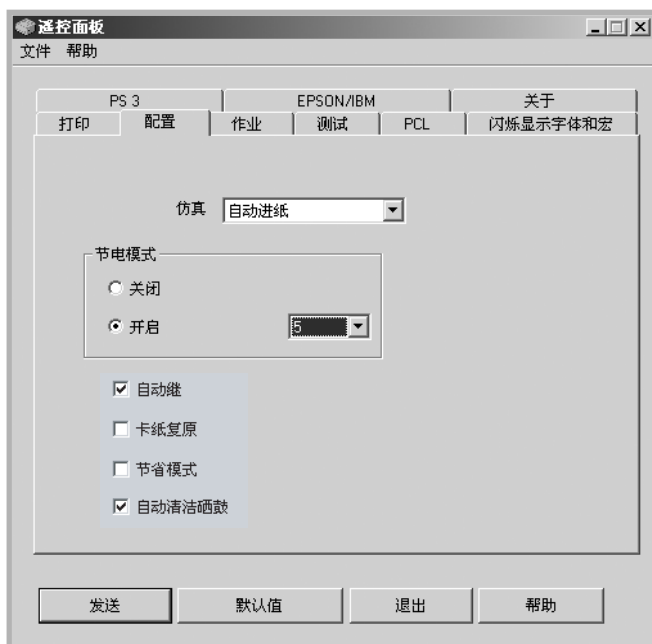 遥控面板
文件 帮助
PS 3 EPSON/IBM 关于
打印 配置 作业 测试 PCL 闪烁显示字体和宏
仿真 自动进纸
节电模式
关闭
开启 5
自动继
卡纸复原
节省模式
自动清洁硒鼓
发送 默认值 退出 帮助